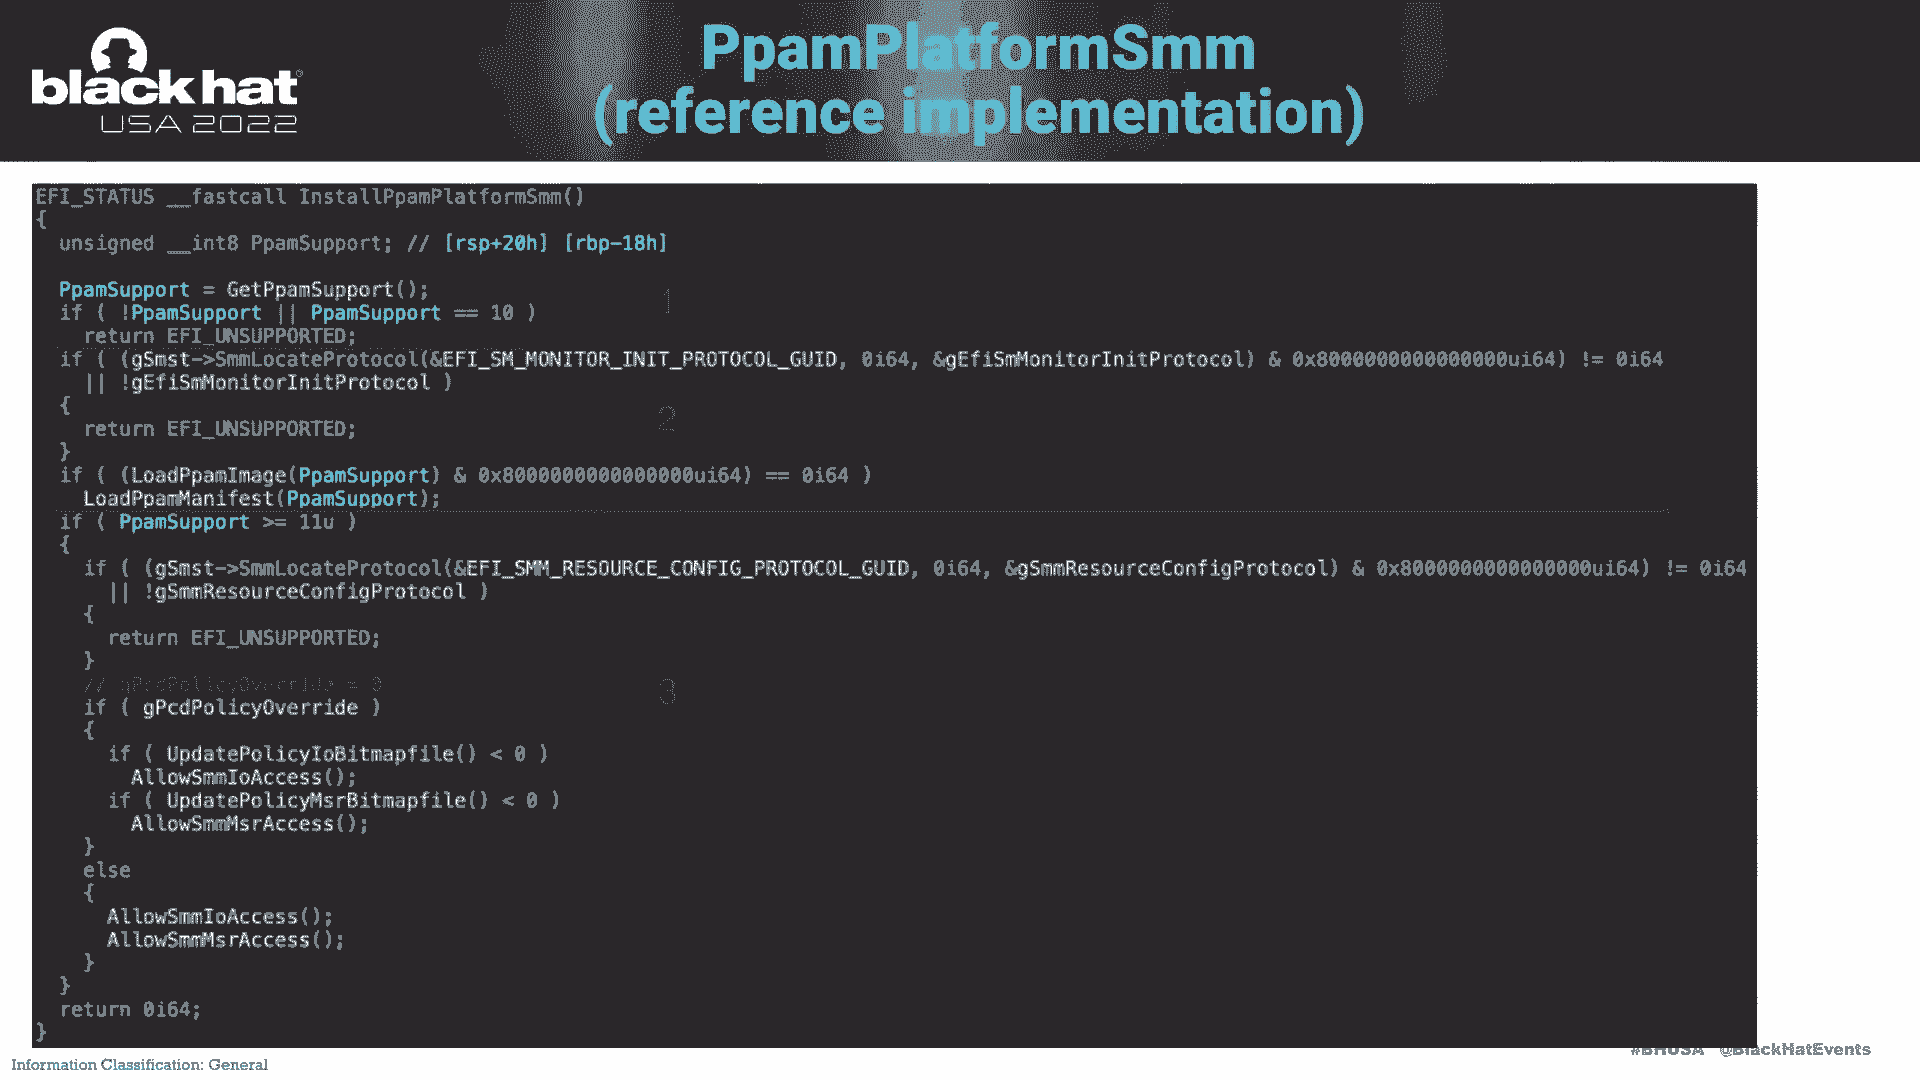 black hat®
USA 2022
PpamPlatformSmm
(reference implementation)
EFI_STATUS __fastcall InstallPpamPlatformSmm()
{
unsigned __int8 PpamSupport; // [rsp+20h] [rbp-18h]
PpamSupport = GetPpamSupport();
1
if ( !PpamSupport || PpamSupport == 10 )
return EFI_UNSUPPORTED;
if ( (gSmst->SmmLocateProtocol(&EFI_SM_MONITOR_INIT_PROTOCOL_GUID, 0i64, &gEfiSmMonitorInitProtocol) & 0x8000000000000000ui64) != 0i64
|| !gEfiSmMonitorInitProtocol )
{
2
return EFI_UNSUPPORTED;
}
if ( (LoadPpamImage(PpamSupport) & 0x8000000000000000ui64) == 0i64 )
LoadPpamManifest(PpamSupport);
if ( PpamSupport >= 11u )
{
if ( (gSmst->SmmLocateProtocol(&EFI_SMM_RESOURCE_CONFIG_PROTOCOL_GUID, 0i64, &gSmmResourceConfigProtocol) & 0x8000000000000000ui64) != 0i64
|| !gSmmResourceConfigProtocol )
{
return EFI_UNSUPPORTED;
}
// gPcdPolicyOverride = 0
3
if ( gPcdPolicyOverride )
{
if ( UpdatePolicyIoBitmapfile() < 0 )
AllowSmmIoAccess();
if ( UpdatePolicyMsrBitmapfile() < 0 )
AllowSmmMsrAccess();
}
else
{
AllowSmmIoAccess();
AllowSmmMsrAccess();
}
}
return 0i64;
}
#BHUSA @BlackHatEvents
Information Classification: General